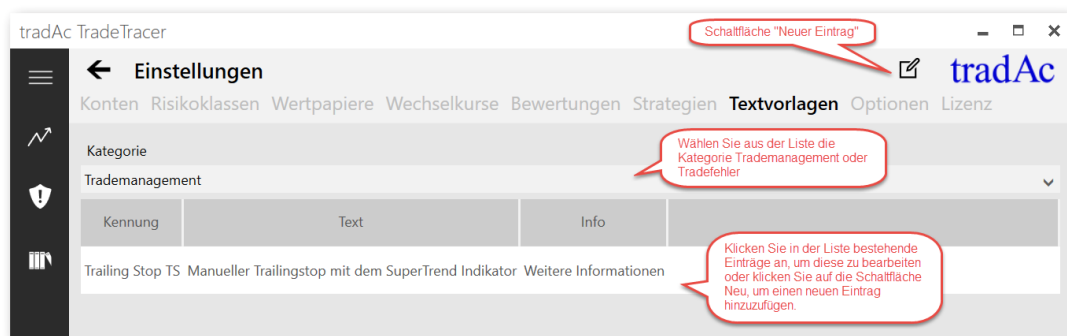 tradAc TradeTracer
Schaltfläche "Neuer Eintrag"
Einstellungen
tradAc
Konten Risikoklassen Wertpapiere Wechselkurse Bewertungen Strategien Textvorlagen Optionen Lizenz
Kategorie
Wählen Sie aus der Liste die
Kategorie Trademanagement oder
Tradefehler
Trademanagement
Kennung Text Info
Trailing Stop TS Manueller Trailingstop mit dem SuperTrend Indikator Weitere Informationen
Klicken Sie in der Liste bestehende
Einträge an, um diese zu bearbeiten
oder klicken Sie auf die Schaltfläche
Neu, um einen neuen Eintrag
hinzuzufügen.